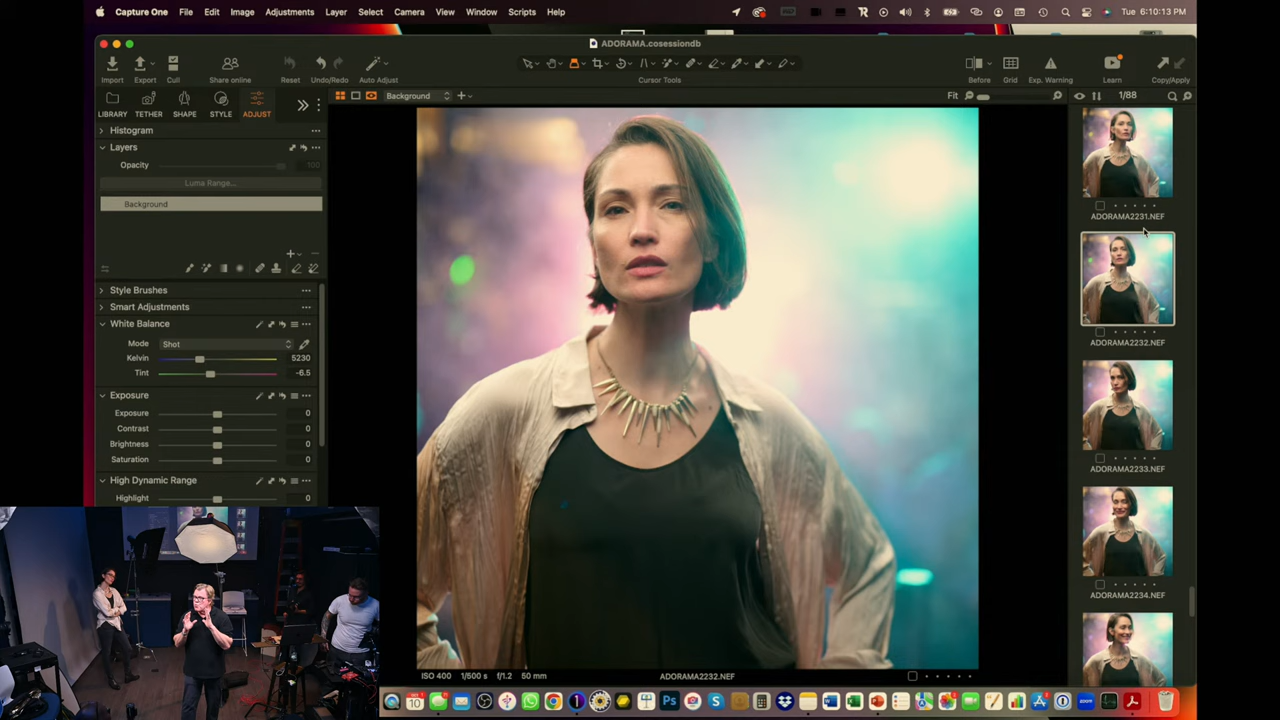 Capture One File Edit Image Adjustments Layer Select Camera View Window Scripts Help
Tue 6:10:13 PM
ADORAMA.cosessiondb
Import Export Cull Share online Reset Undo/Redo Auto Adjust Cursor Tools Before Grid Exp. Warning Learn Copy/Apply
LIBRARY TETHER SHAPE STYLE ADJUST
Background
Fit
1/88
Histogram
Layers
Opacity 100
Luma Range...
Background
Style Brushes
Smart Adjustments
White Balance
Mode Shot
Kelvin 5230
Tint -6.5
Exposure
Exposure 0
Contrast 0
Brightness 0
Saturation 0
High Dynamic Range
Highlight 0
ADORAMA2231.NEF
ADORAMA2232.NEF
ADORAMA2233.NEF
ADORAMA2234.NEF
ISO 400 1/500 s f/1.2 50 mm
ADORAMA2232.NEF
10
Ps
zoom